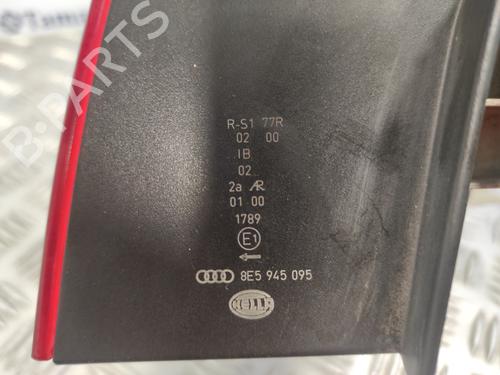 R-S1 77R
02 00
IB
02
2a AR
01 00
1789
E1
←
8E5 945 095
HELLA
B-PARTS